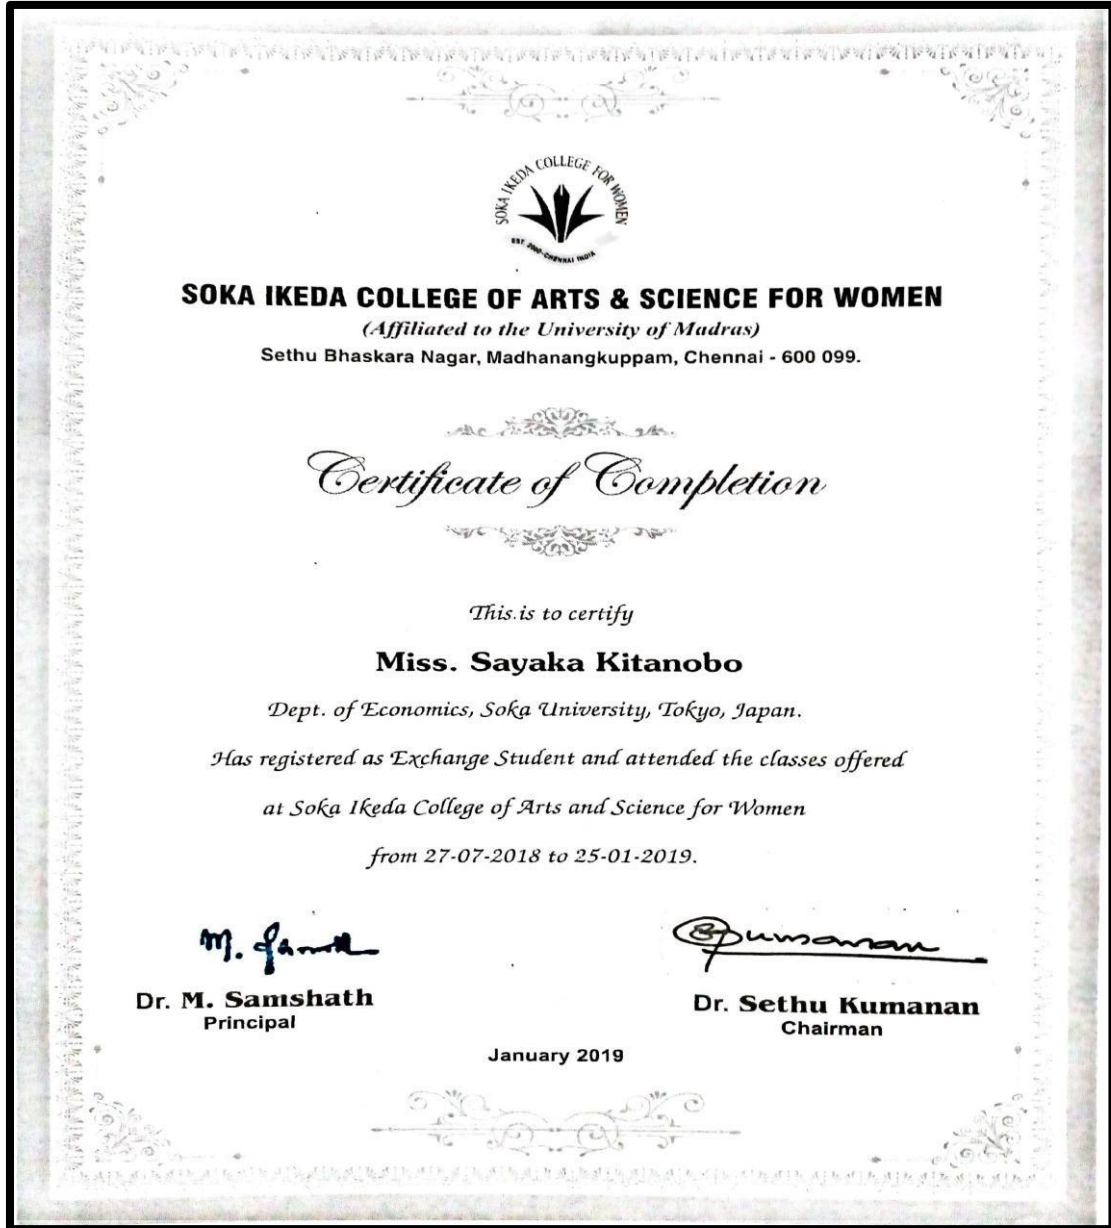 SOKA IKEDA COLLEGE FOR WOMEN
EST. 2000-CHENNAI INDIA
SOKA IKEDA COLLEGE OF ARTS & SCIENCE FOR WOMEN
(Affiliated to the University of Madras)
Sethu Bhaskara Nagar, Madhanangkuppam, Chennai - 600 099.
Certificate of Completion
This is to certify
Miss. Sayaka Kitanobo
Dept. of Economics, Soka University, Tokyo, Japan.
Has registered as Exchange Student and attended the classes offered
at Soka Ikeda College of Arts and Science for Women
from 27-07-2018 to 25-01-2019.
Dr. M. Samshath
Principal
Dr. Sethu Kumanan
Chairman
January 2019